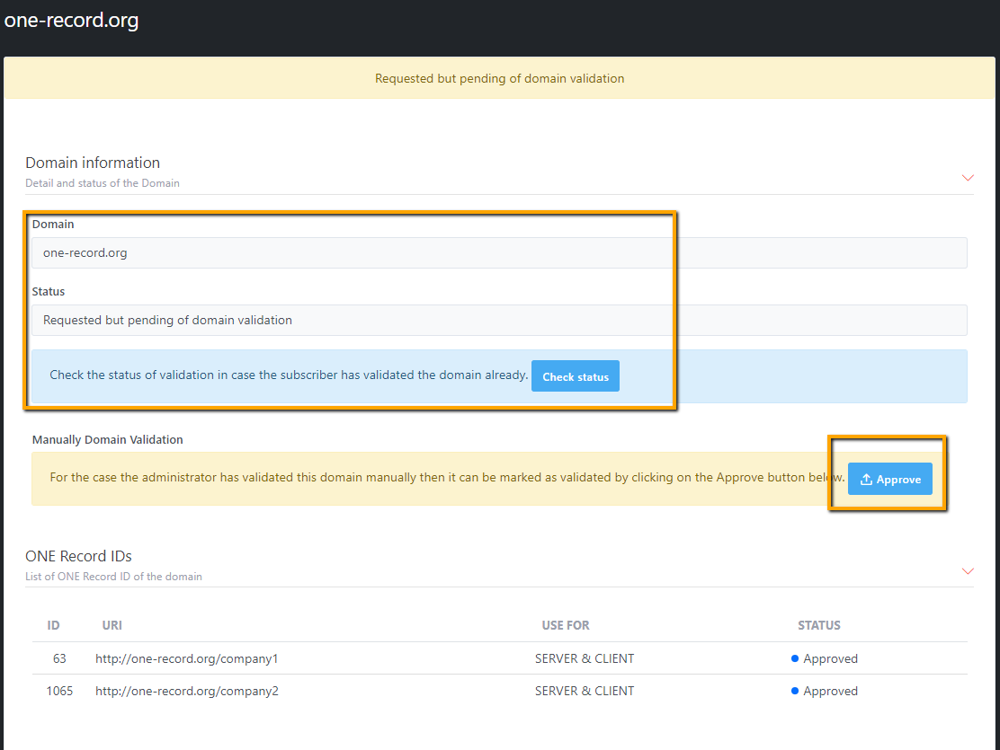 one-record.org
Requested but pending of domain validation
Domain information
Detail and status of the Domain
Domain
one-record.org
Status
Requested but pending of domain validation
Check the status of validation in case the subscriber has validated the domain already. Check status
Manually Domain Validation
For the case the administrator has validated this domain manually then it can be marked as validated by clicking on the Approve button below. Approve
ONE Record IDs
List of ONE Record ID of the domain
ID URI USE FOR STATUS
63 http://one-record.org/company1 SERVER & CLIENT Approved
1065 http://one-record.org/company2 SERVER & CLIENT Approved